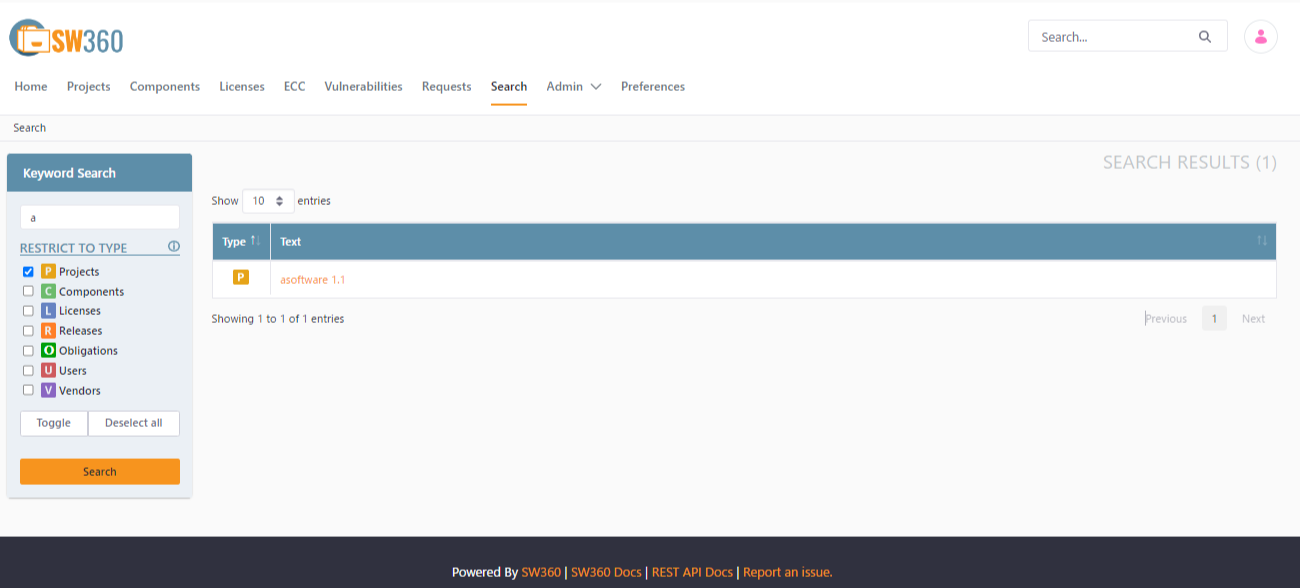 SW360
Search...
Home Projects Components Licenses ECC Vulnerabilities Requests Search Admin Preferences
Search
Keyword Search
a
RESTRICT TO TYPE
P Projects
C Components
L Licenses
R Releases
O Obligations
U Users
V Vendors
Toggle Deselect all
Search
SEARCH RESULTS (1)
Show 10 entries
Type Text
P asoftware 1.1
Showing 1 to 1 of 1 entries
Previous 1 Next
Powered By SW360 | SW360 Docs | REST API Docs | Report an issue.